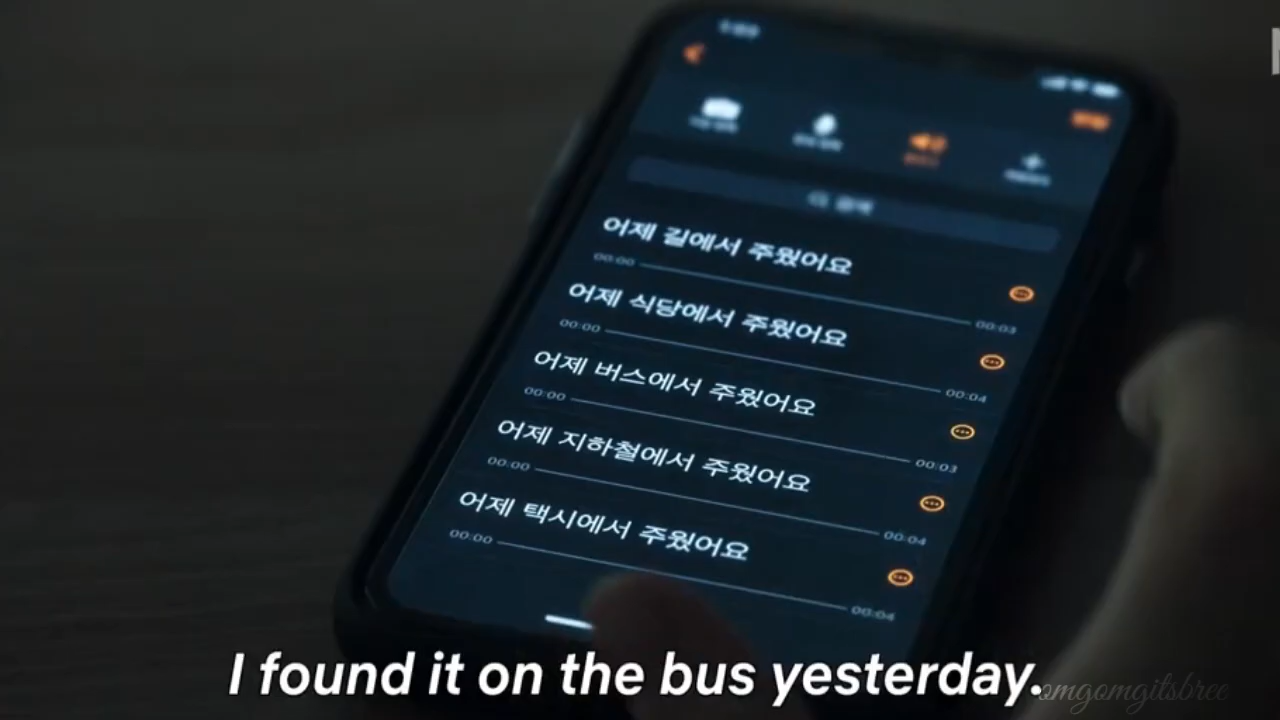 어제 길에서 주웠어요
00:00
00:03
어제 식당에서 주웠어요
00:00
00:04
어제 버스에서 주웠어요
00:00
00:03
어제 지하철에서 주웠어요
00:00
00:04
어제 택시에서 주웠어요
00:00
00:04
I found it on the bus yesterday.
omgomgitsbree